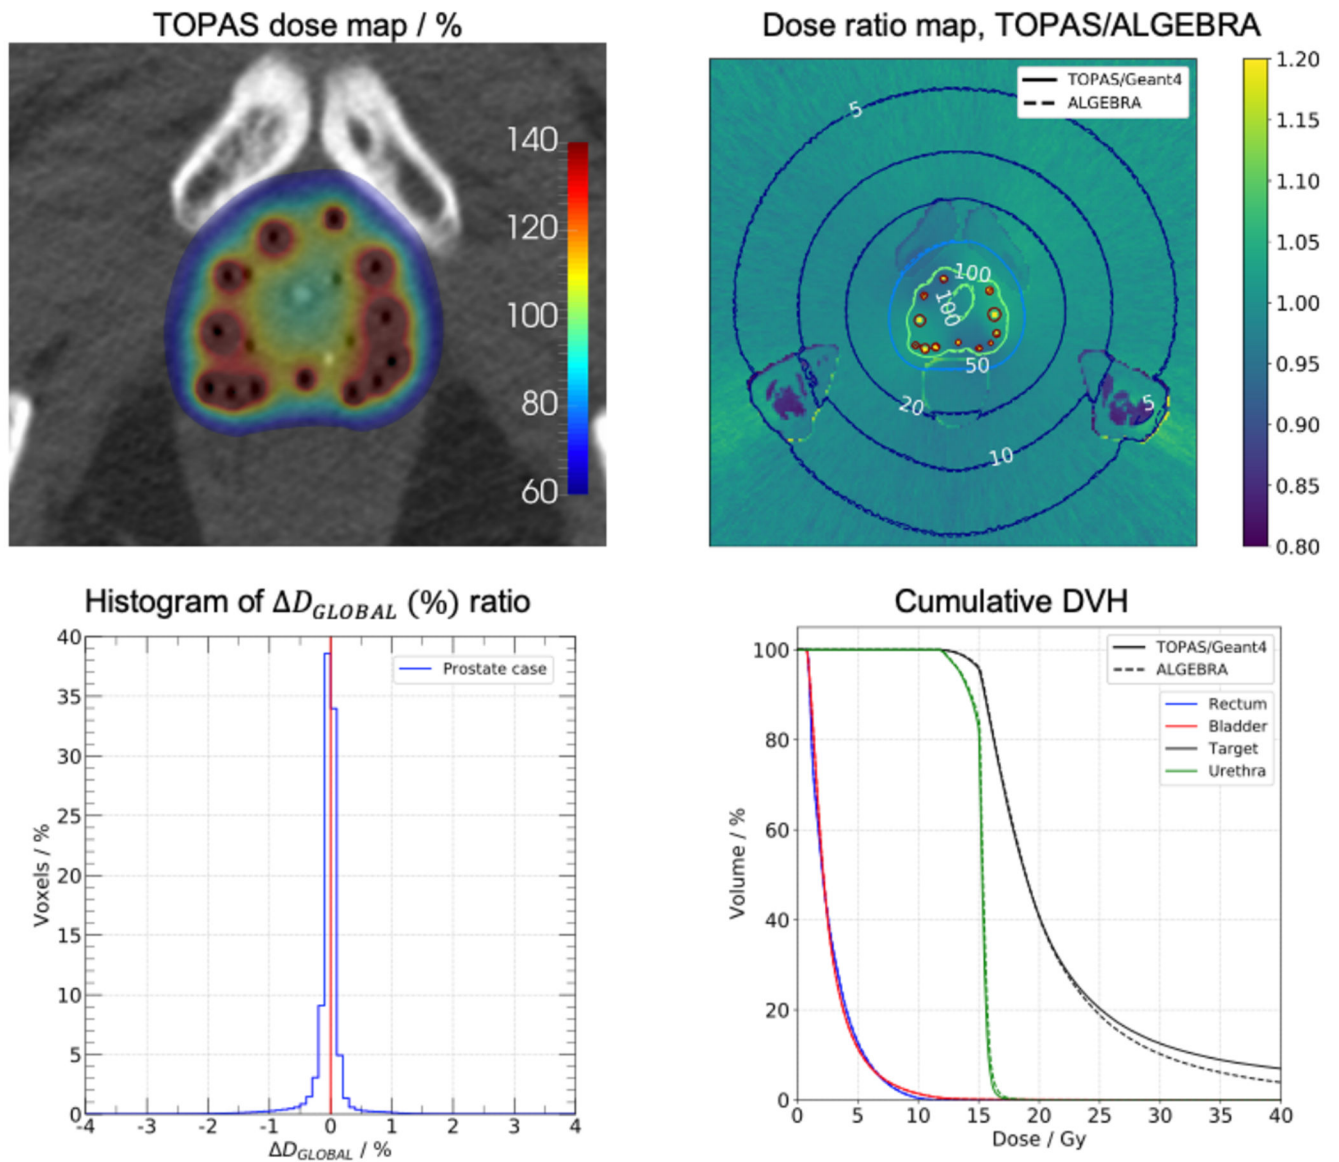 TOPAS dose map / %
140
120
100
80
60
Dose ratio map, TOPAS/ALGEBRA
TOPAS/Geant4
ALGEBRA
5
100
100
50
20
5
10
1.20
1.15
1.10
1.05
1.00
0.95
0.90
0.85
0.80
Histogram of ΔD_GLOBAL (%) ratio
Prostate case
40
35
30
25
20
15
10
5
0
Voxels / %
-4 -3 -2 -1 0 1 2 3 4
ΔD_GLOBAL / %
Cumulative DVH
TOPAS/Geant4
ALGEBRA
Rectum
Bladder
Target
Urethra
100
80
60
40
20
0
Volume / %
0 5 10 15 20 25 30 35 40
Dose / Gy